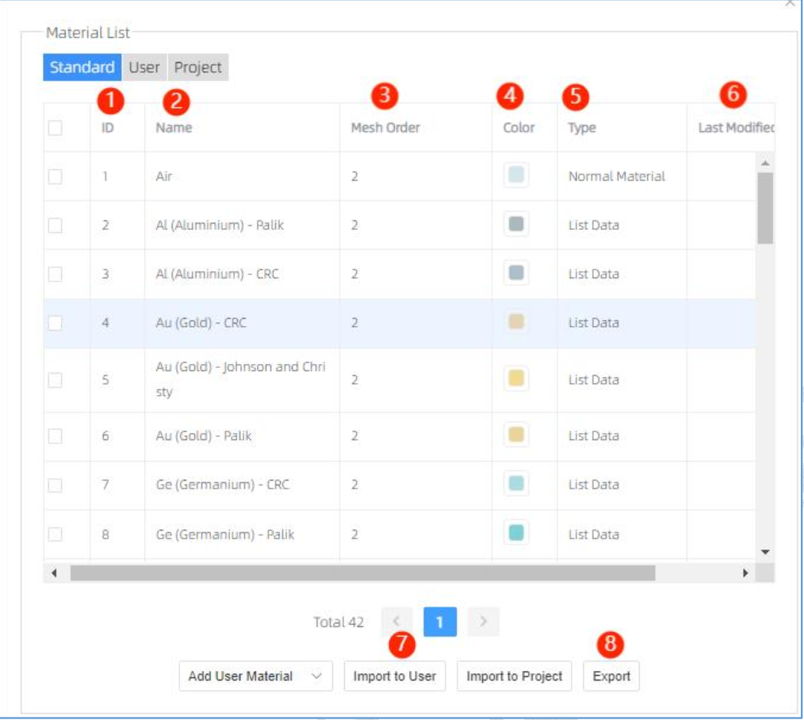 Material List
Standard User Project
1 2 3 4 5 6
ID Name Mesh Order Color Type Last Modified
1 Air 2 Normal Material
2 Al (Aluminium) - Palik 2 List Data
3 Al (Aluminium) - CRC 2 List Data
4 Au (Gold) - CRC 2 List Data
Au (Gold) - Johnson and Chri
5 2 List Data
sty
6 Au (Gold) - Palik 2 List Data
7 Ge (Germanium) - CRC 2 List Data
8 Ge (Germanium) - Palik 2 List Data
Total 42 < 1 >
7 8
Add User Material Import to User Import to Project Export